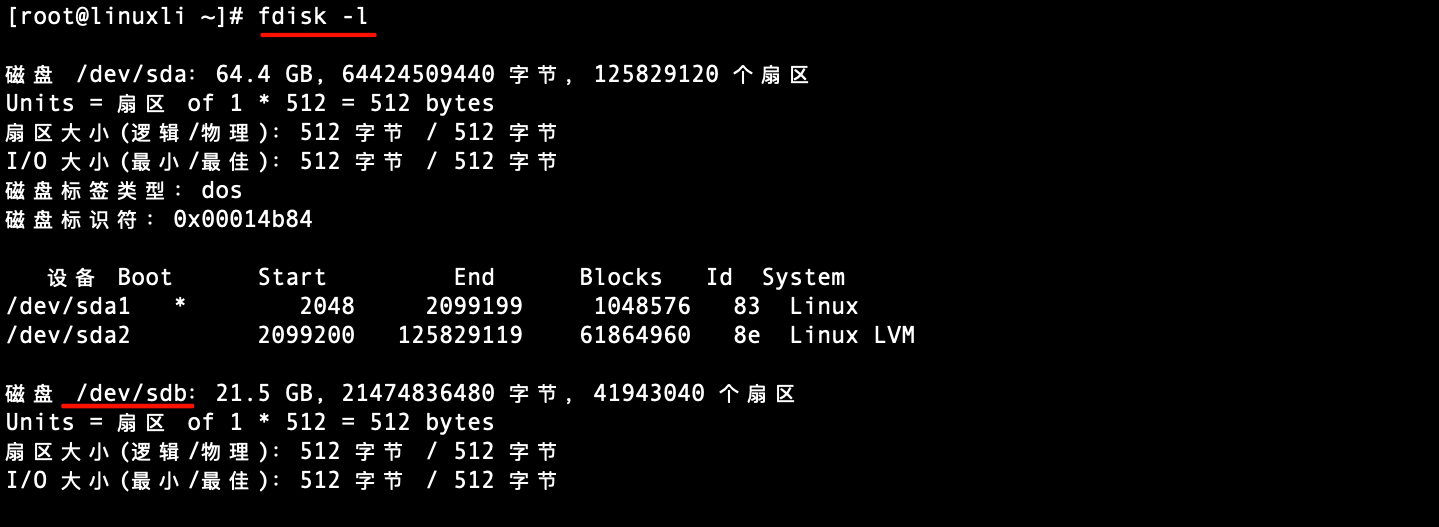 [root@linuxli ~]# fdisk -l
磁盘 /dev/sda：64.4 GB, 64424509440 字节，125829120 个扇区
Units = 扇区 of 1 * 512 = 512 bytes
扇区大小(逻辑/物理)：512 字节 / 512 字节
I/O 大小(最小/最佳)：512 字节 / 512 字节
磁盘标签类型：dos
磁盘标识符：0x00014b84
设备 Boot      Start         End      Blocks   Id  System
/dev/sda1   *        2048     2099199     1048576   83  Linux
/dev/sda2         2099200   125829119    61864960   8e  Linux LVM
磁盘 /dev/sdb：21.5 GB, 21474836480 字节，41943040 个扇区
Units = 扇区 of 1 * 512 = 512 bytes
扇区大小(逻辑/物理)：512 字节 / 512 字节
I/O 大小(最小/最佳)：512 字节 / 512 字节